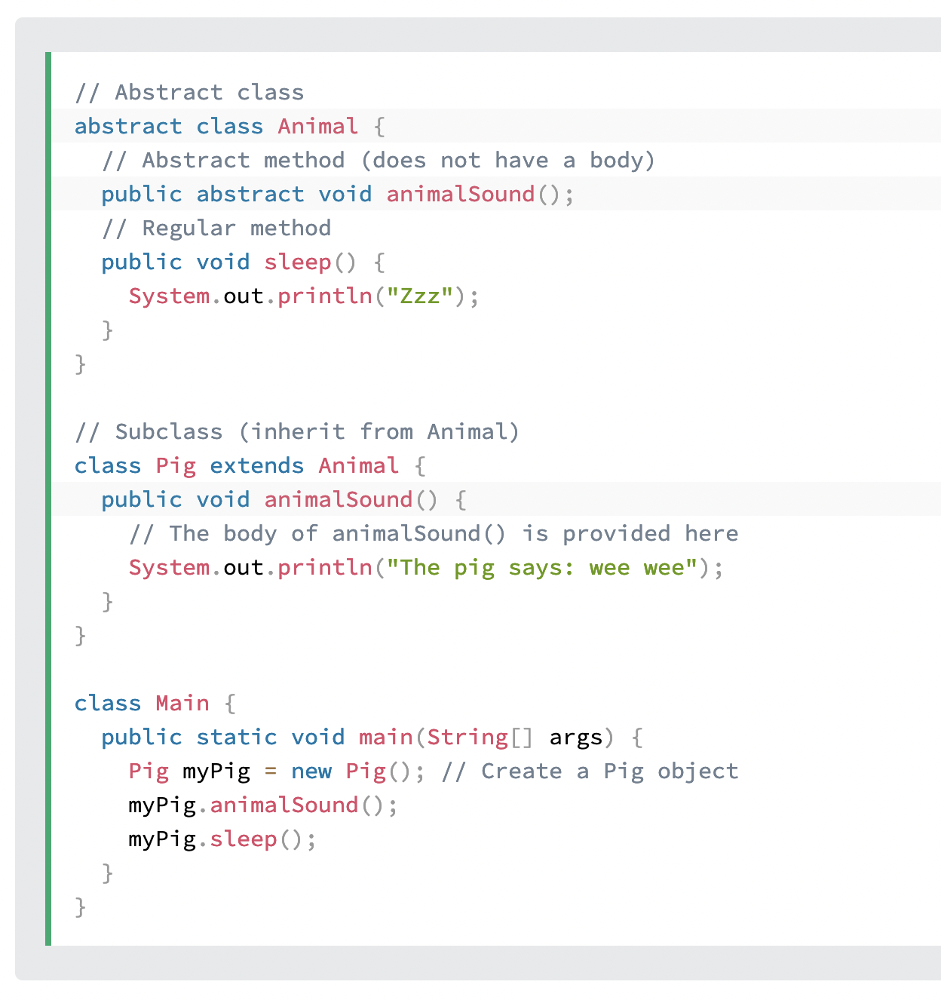 // Abstract class
abstract class Animal {
  // Abstract method (does not have a body)
  public abstract void animalSound();
  // Regular method
  public void sleep() {
    System.out.println("Zzz");
  }
}

// Subclass (inherit from Animal)
class Pig extends Animal {
  public void animalSound() {
    // The body of animalSound() is provided here
    System.out.println("The pig says: wee wee");
  }
}

class Main {
  public static void main(String[] args) {
    Pig myPig = new Pig(); // Create a Pig object
    myPig.animalSound();
    myPig.sleep();
  }
}